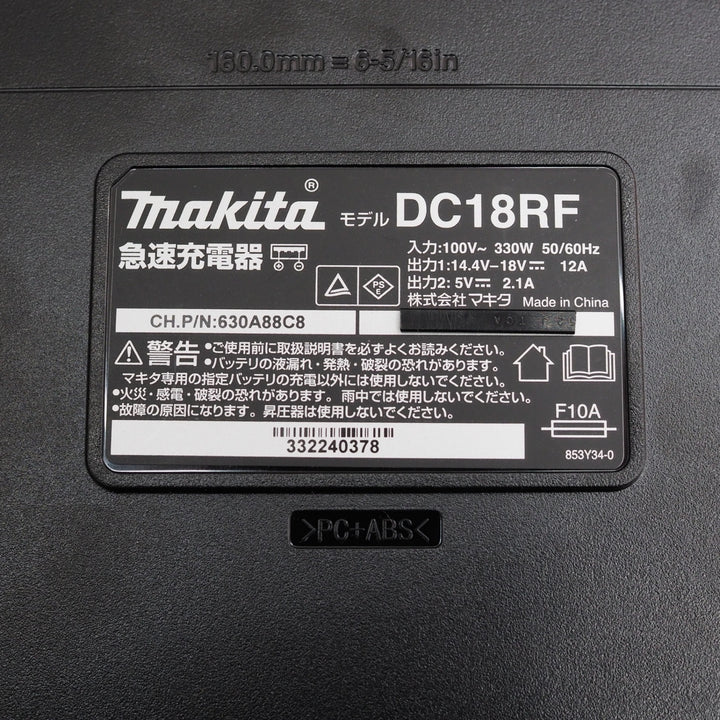 160.0mm = 6-5/16in
makita® モデル DC18RF
急速充電器
入力:100V~ 330W 50/60Hz
出力1:14.4V–18V⎓ 12A
出力2: 5V⎓ 2.1A
株式会社マキタ Made in China
PS E
CH.P/N:630A88C8
警告 •ご使用前に取扱説明書を必ずよくお読みください。
•バッテリの液漏れ・発熱・破裂の恐れがあります。
マキタ専用の指定バッテリの充電以外には使用しないでください。
•火災・感電・破裂の恐れがあります。雨中では使用しないでください。
•故障の原因になります。昇圧器は使用しないでください。
F10A
332240378
853Y34-0
>PC+ABS<